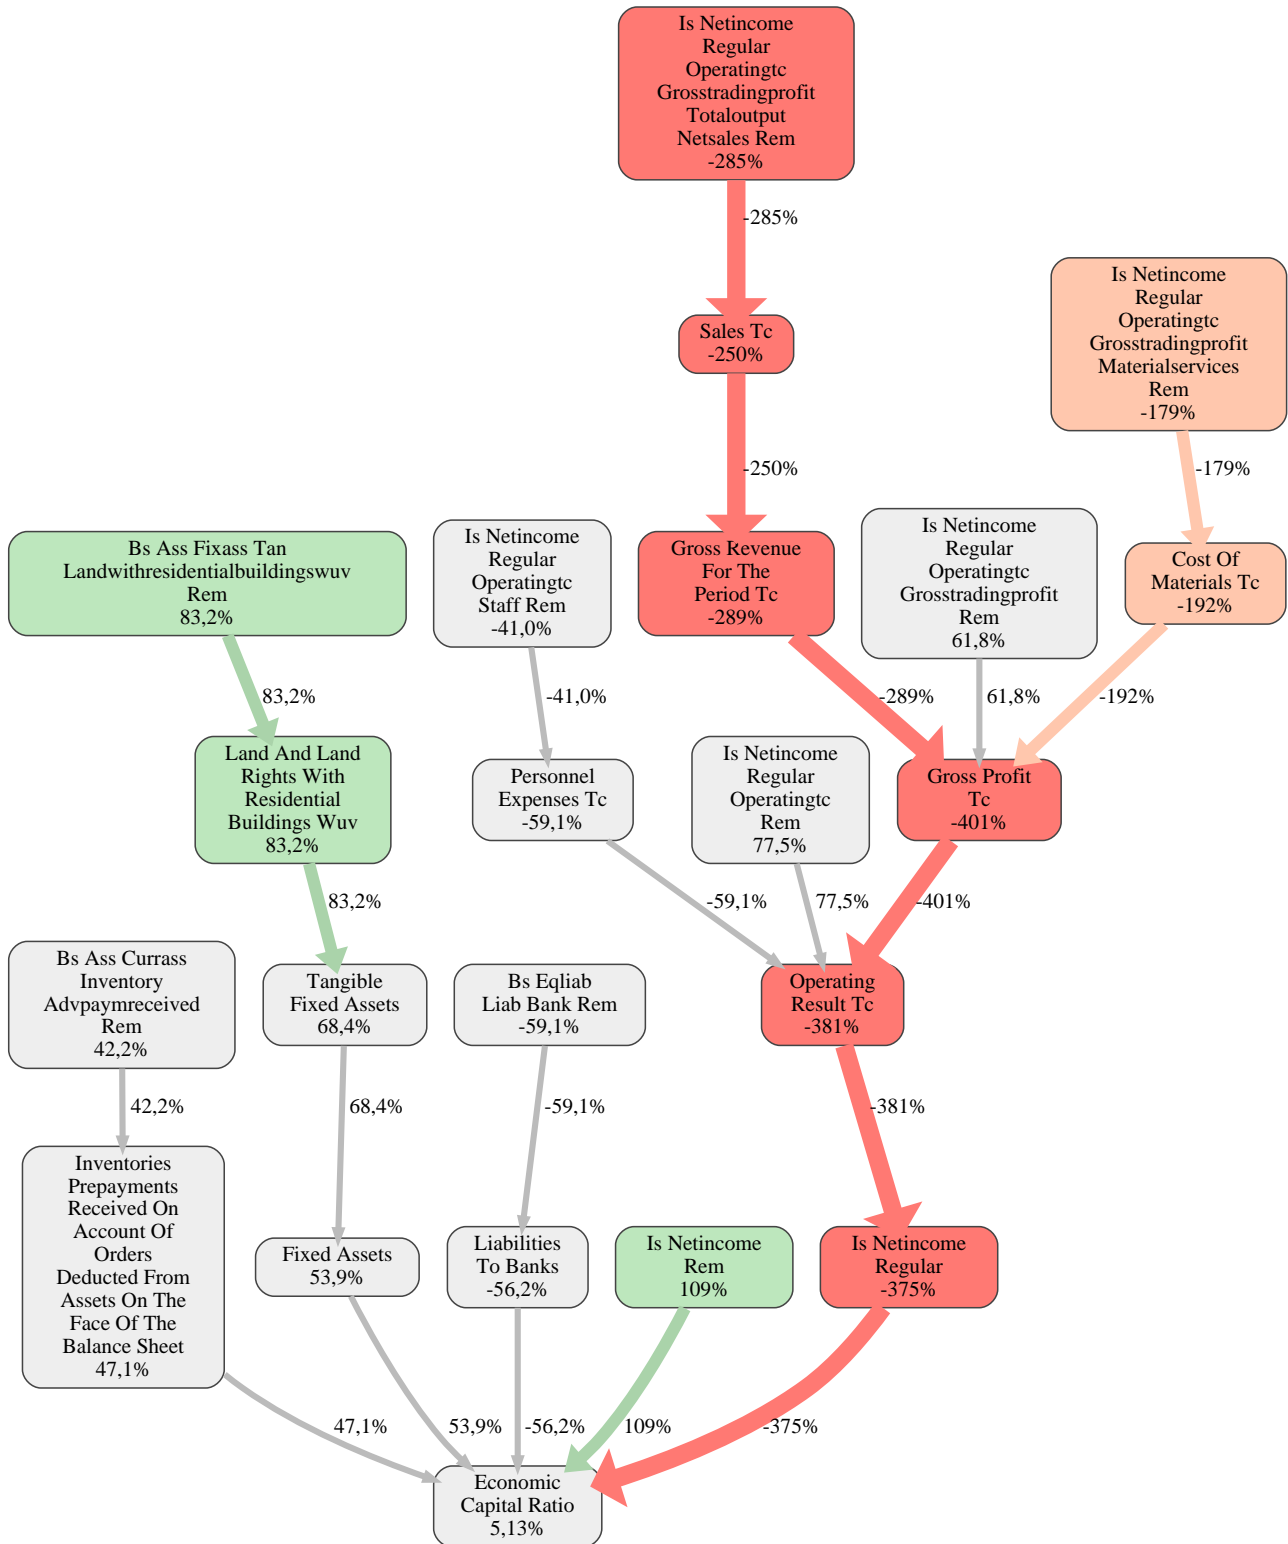 Is Netincome
Regular
Operatingtc
Grosstradingprofit
Totaloutput
Netsales Rem
-285%
-285%
Sales Tc
-250%
Is Netincome
Regular
Operatingtc
Grosstradingprofit
Materialservices
Rem
-179%
-250%
-179%
Bs Ass Fixass Tan
Landwithresidentialbuildingswuv
Rem
83,2%
Is Netincome
Regular
Operatingtc
Staff Rem
-41,0%
Gross Revenue
For The
Period Tc
-289%
Is Netincome
Regular
Operatingtc
Grosstradingprofit
Rem
61,8%
Cost Of
Materials Tc
-192%
83,2%
-41,0%
-289%
61,8%
-192%
Land And Land
Rights With
Residential
Buildings Wuv
83,2%
Personnel
Expenses Tc
-59,1%
Is Netincome
Regular
Operatingtc
Rem
77,5%
Gross Profit
Tc
-401%
83,2%
-59,1%
77,5%
-401%
Bs Ass Currass
Inventory
Advpaymreceived
Rem
42,2%
Tangible
Fixed Assets
68,4%
Bs Eqliab
Liab Bank Rem
-59,1%
Operating
Result Tc
-381%
42,2%
68,4%
-59,1%
-381%
Inventories
Prepayments
Received On
Account Of
Orders
Deducted From
Assets On The
Face Of The
Balance Sheet
47,1%
Fixed Assets
53,9%
Liabilities
To Banks
-56,2%
Is Netincome
Rem
109%
Is Netincome
Regular
-375%
47,1%
53,9%
-56,2%
109%
-375%
Economic
Capital Ratio
5,13%